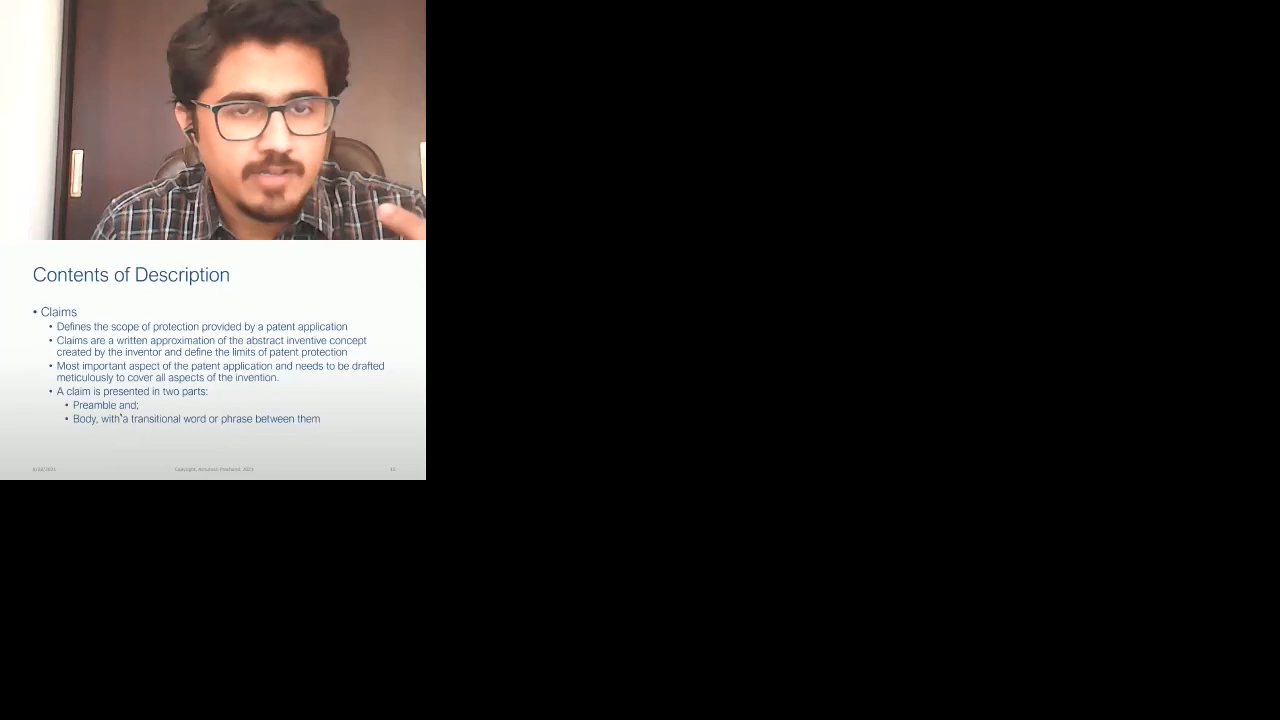 Contents of Description
• Claims
• Defines the scope of protection provided by a patent application
• Claims are a written approximation of the abstract inventive concept
created by the inventor and define the limits of patent protection
• Most important aspect of the patent application and needs to be drafted
meticulously to cover all aspects of the invention.
• A claim is presented in two parts:
• Preamble and;
• Body, with a transitional word or phrase between them